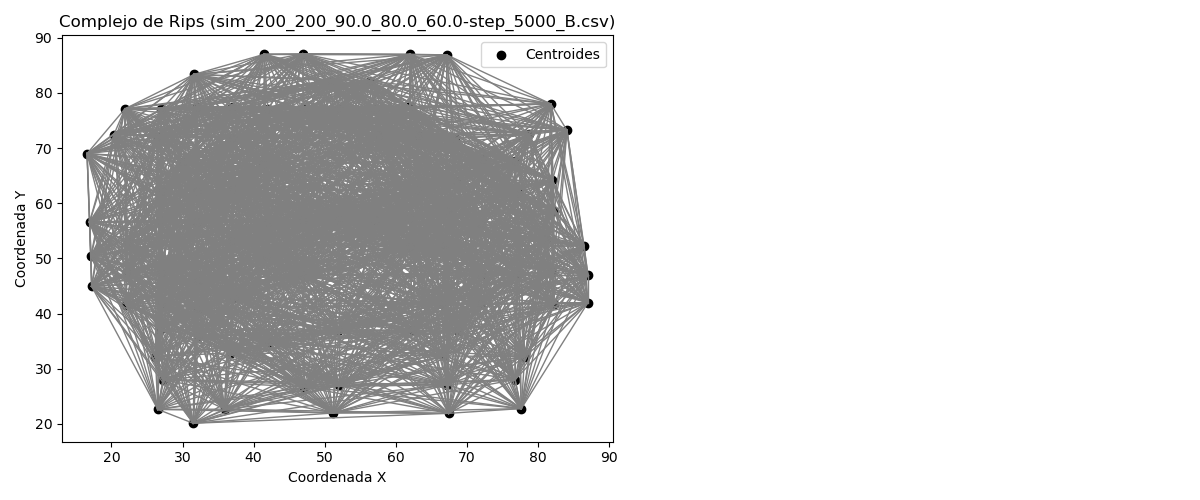 Complejo de Rips (sim_200_200_90.0_80.0_60.0-step_5000_B.csv)
Centroides
90
80
70
60
50
40
30
20
Coordenada Y
20 30 40 50 60 70 80 90
Coordenada X